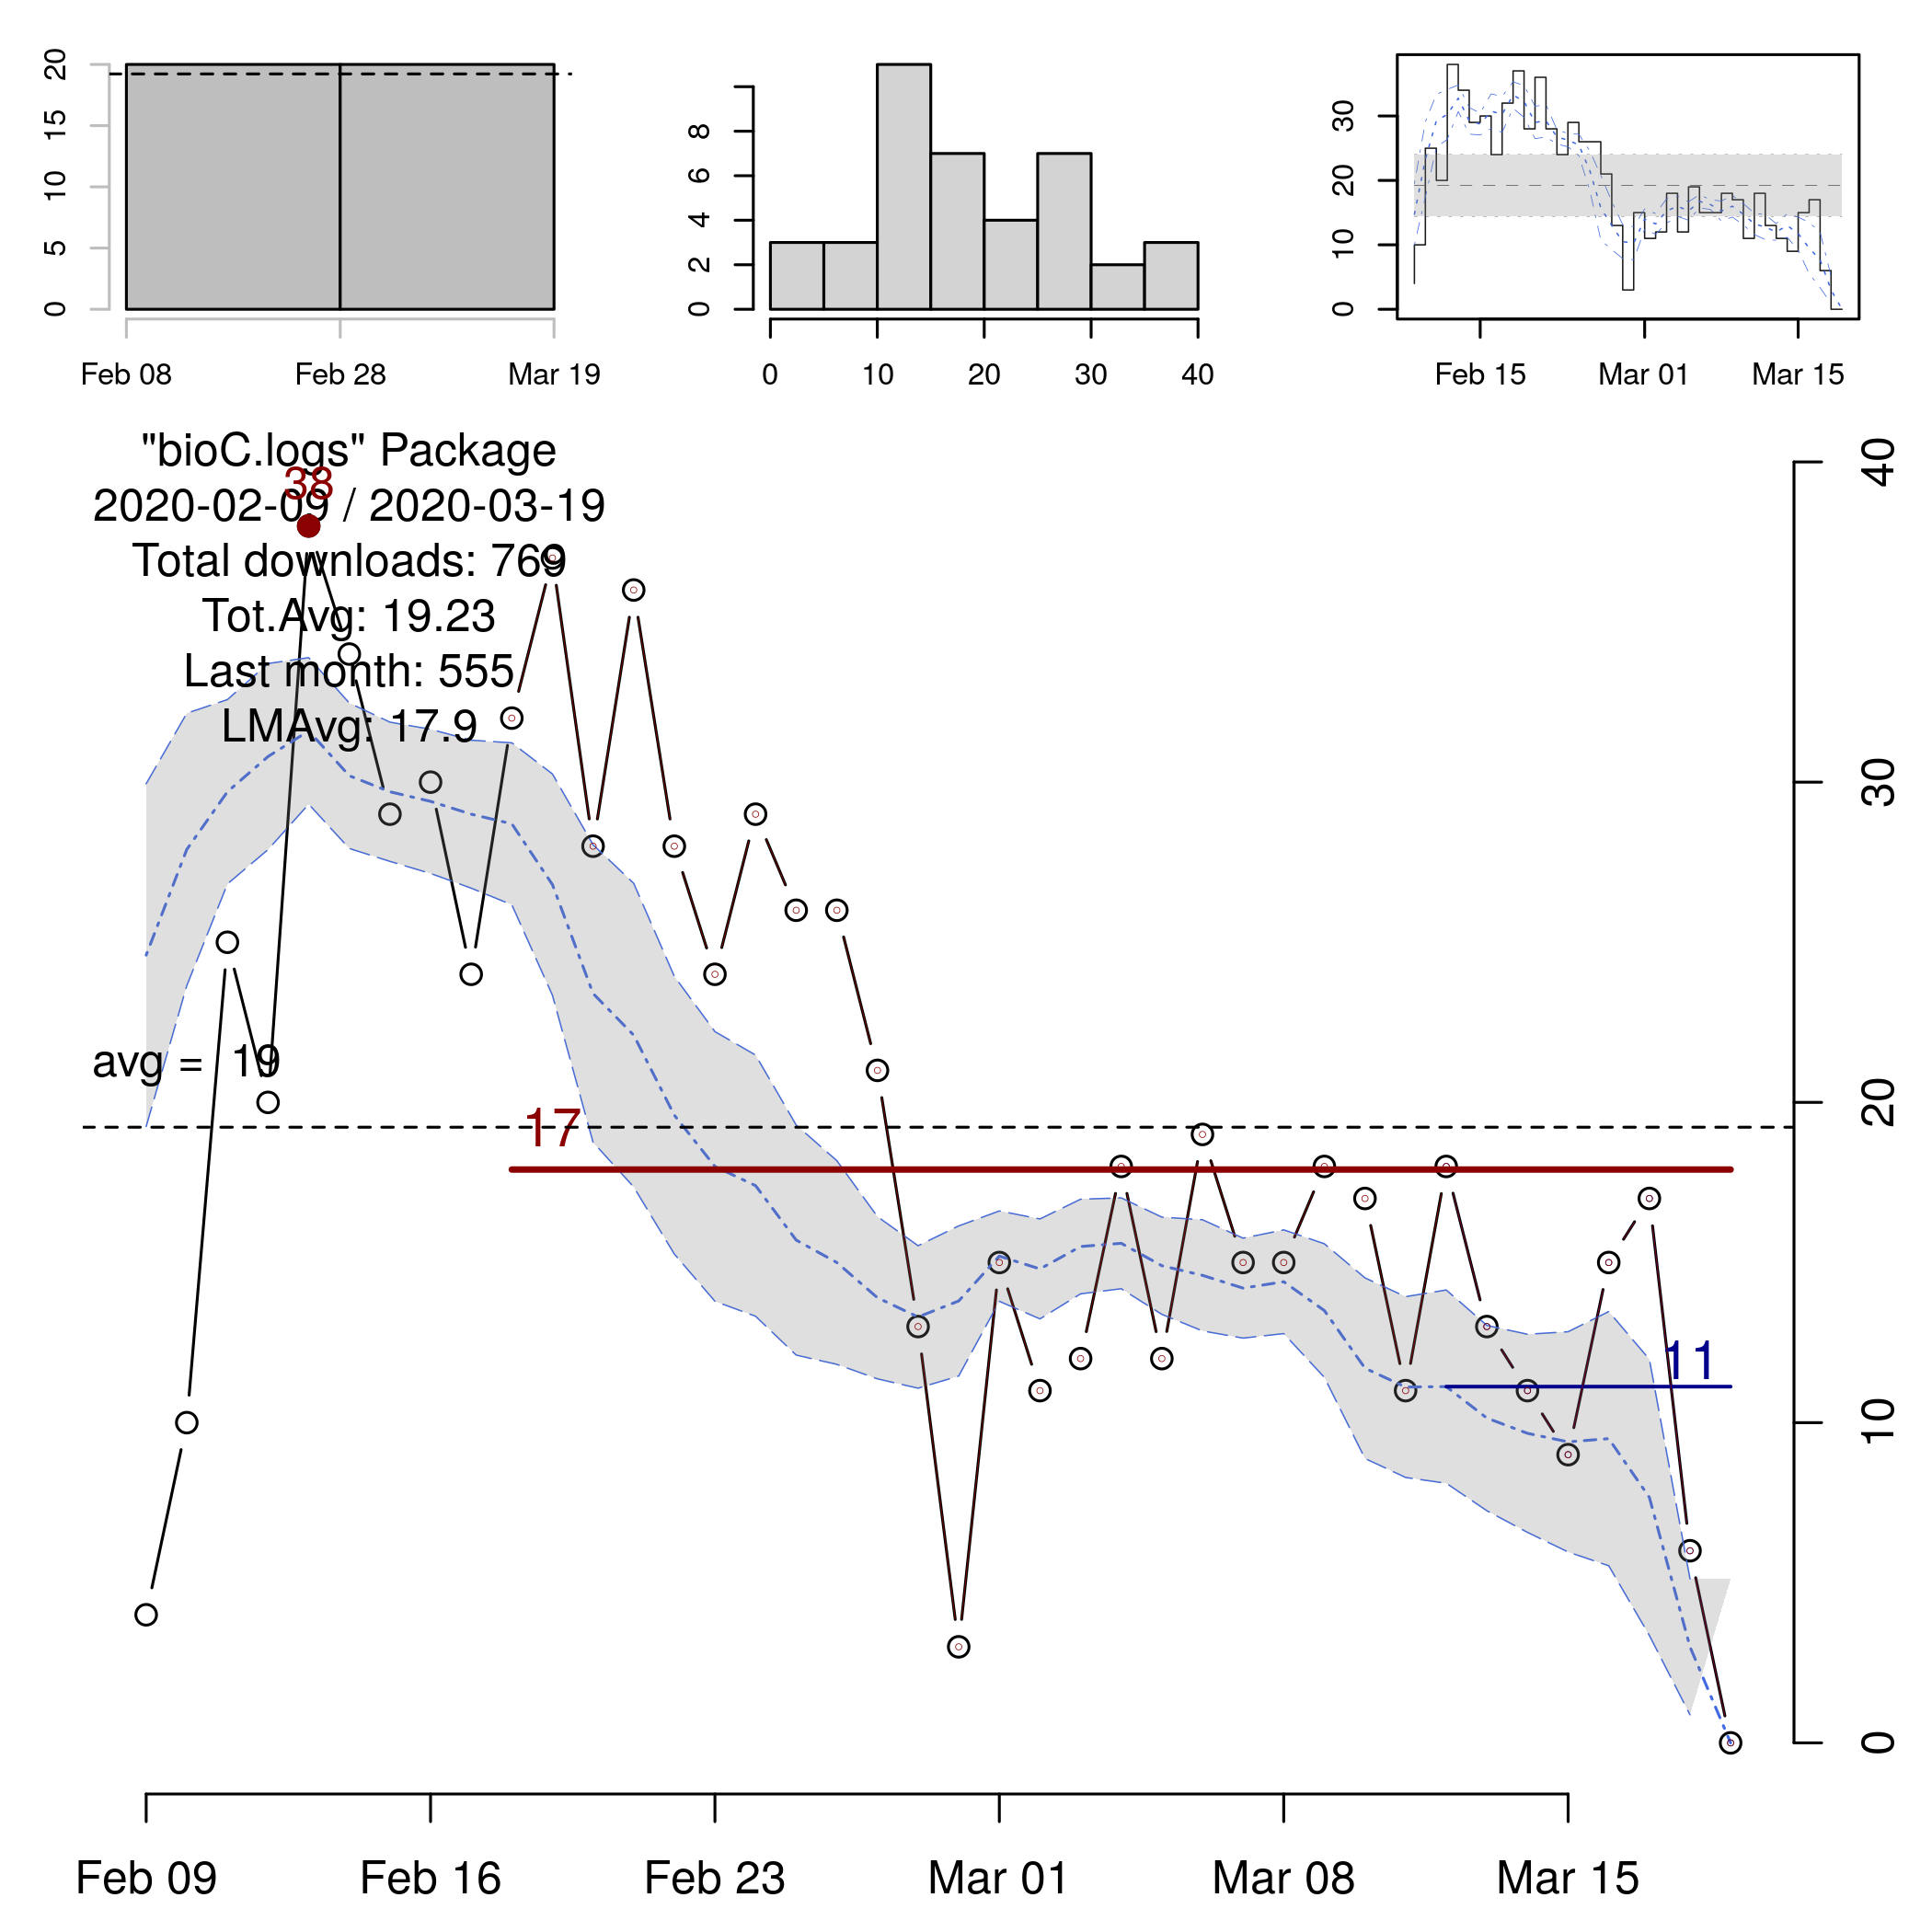 20
15
10
5
0
Feb 08 Feb 28 Mar 19
8
6
4
2
0
0 10 20 30 40
30
20
10
0
Feb 15 Mar 01 Mar 15
"bioC.logs" Package
38
2020-02-09 / 2020-03-19
Total downloads: 769
Tot.Avg: 19.23
Last month: 555
LMAvg: 17.9
avg = 19
17
11
40
30
20
10
0
Feb 09 Feb 16 Feb 23 Mar 01 Mar 08 Mar 15